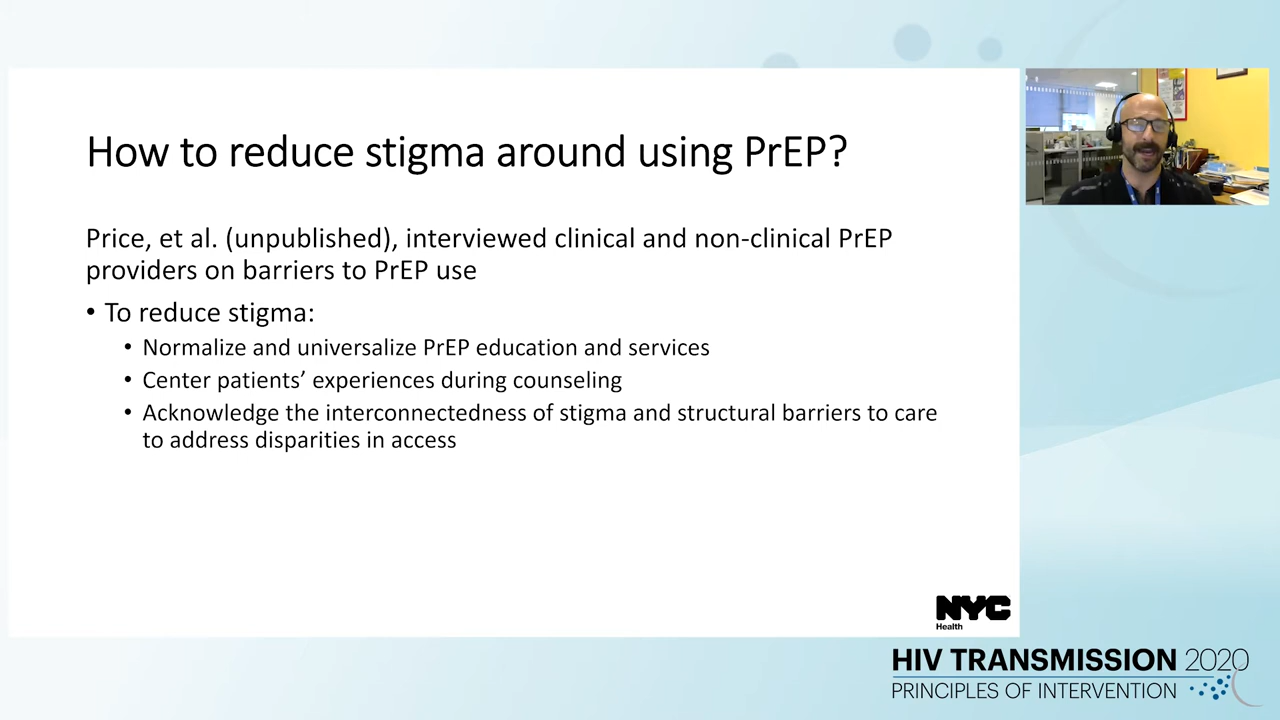 How to reduce stigma around using PrEP?
Price, et al. (unpublished), interviewed clinical and non-clinical PrEP
providers on barriers to PrEP use
• To reduce stigma:
• Normalize and universalize PrEP education and services
• Center patients’ experiences during counseling
• Acknowledge the interconnectedness of stigma and structural barriers to care
to address disparities in access
NYC
Health
HIV TRANSMISSION 2020
PRINCIPLES OF INTERVENTION